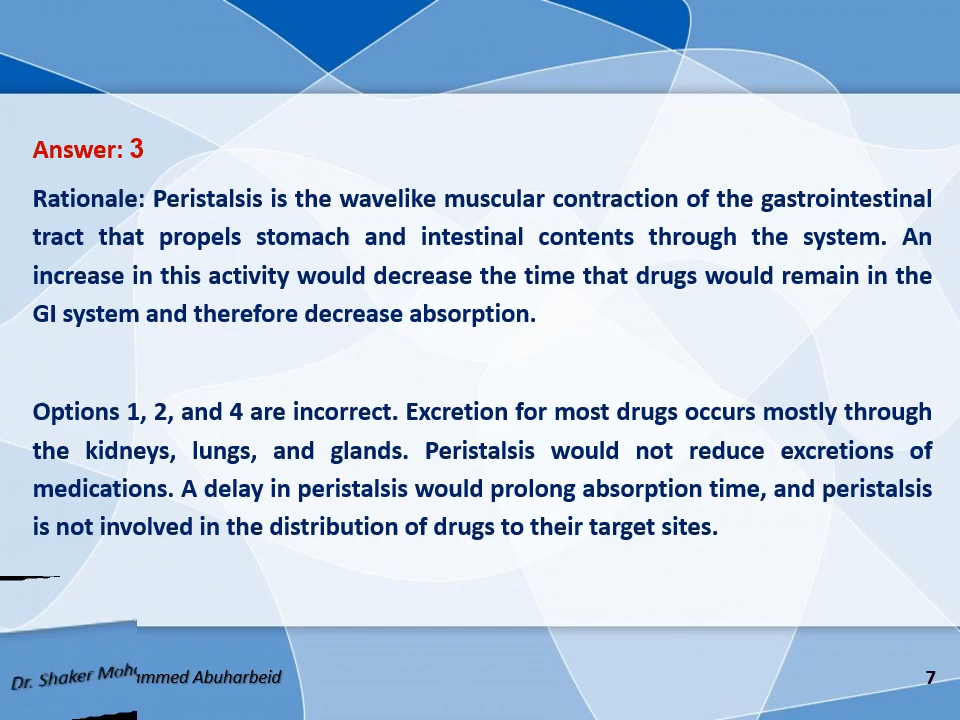 Answer: 3
Rationale: Peristalsis is the wavelike muscular contraction of the gastrointestinal
tract that propels stomach and intestinal contents through the system. An
increase in this activity would decrease the time that drugs would remain in the
GI system and therefore decrease absorption.
Options 1, 2, and 4 are incorrect. Excretion for most drugs occurs mostly through
the kidneys, lungs, and glands. Peristalsis would not reduce excretions of
medications. A delay in peristalsis would prolong absorption time, and peristalsis
is not involved in the distribution of drugs to their target sites.
Dr. Shaker Mohammed Abuharbeid
7